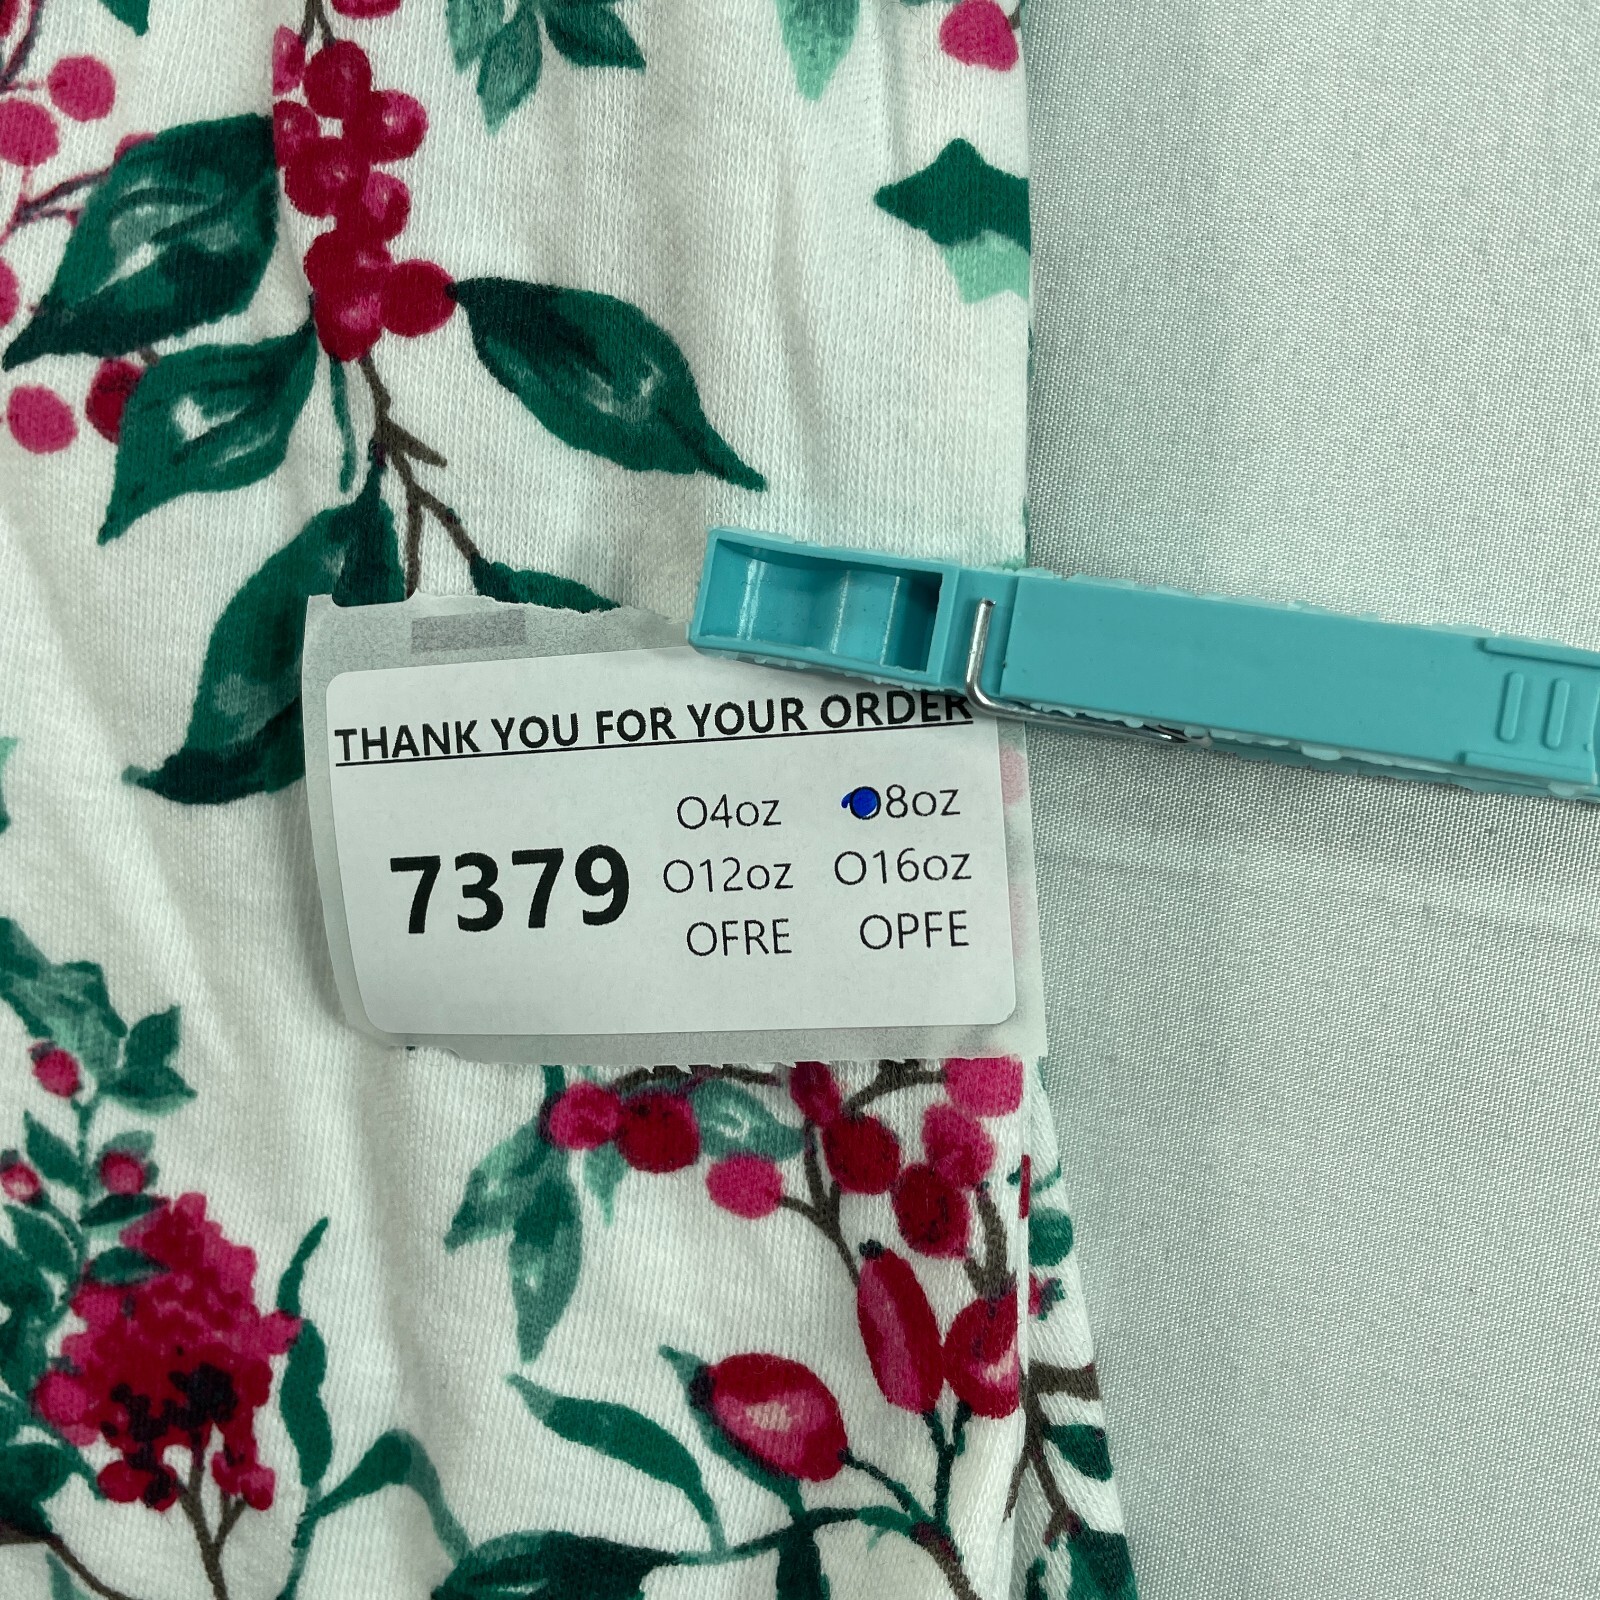 THANK YOU FOR YOUR ORDER
7379
O4oz O8oz
O12oz O16oz
OFRE OPFE